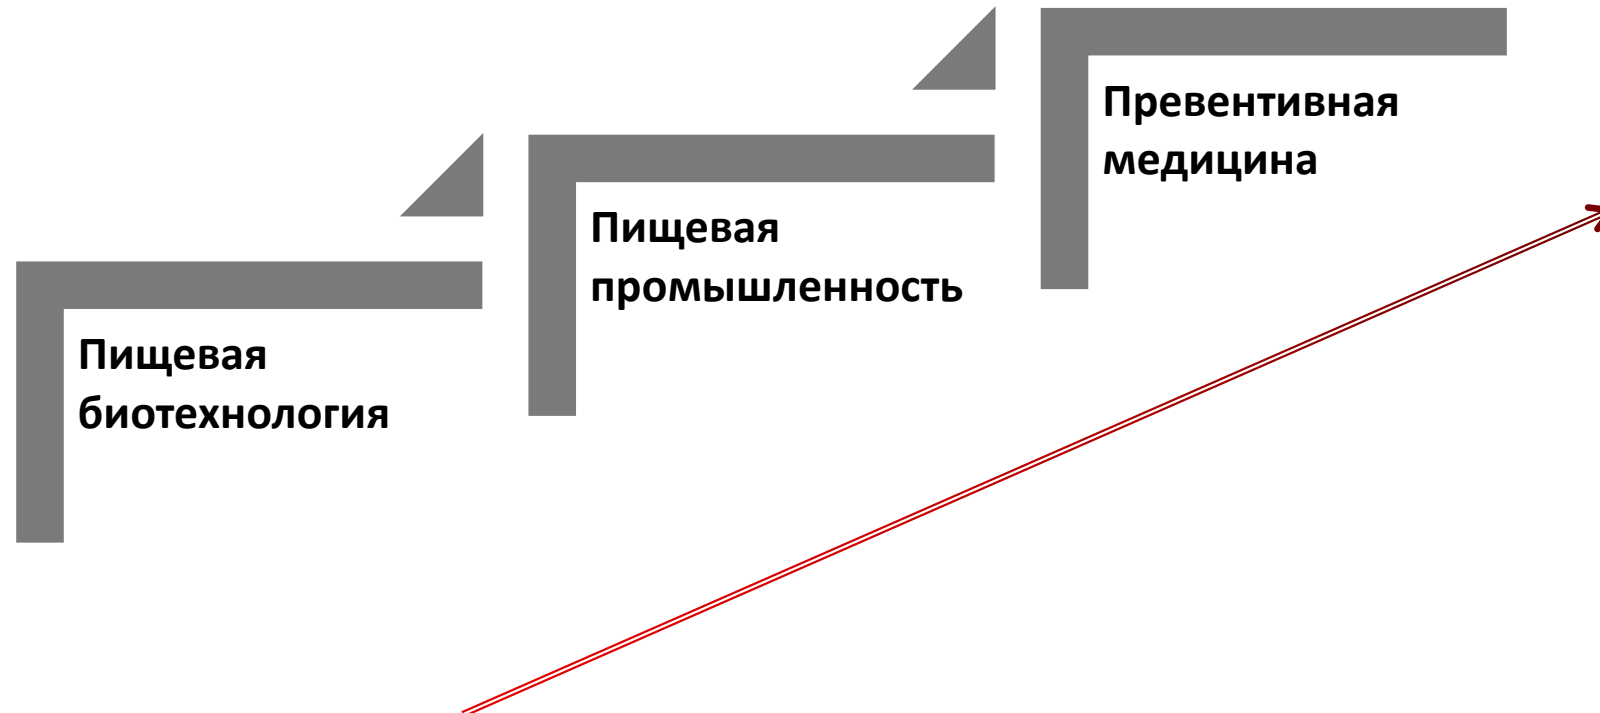 Превентивная
медицина
Пищевая
промышленность
Пищевая
биотехнология